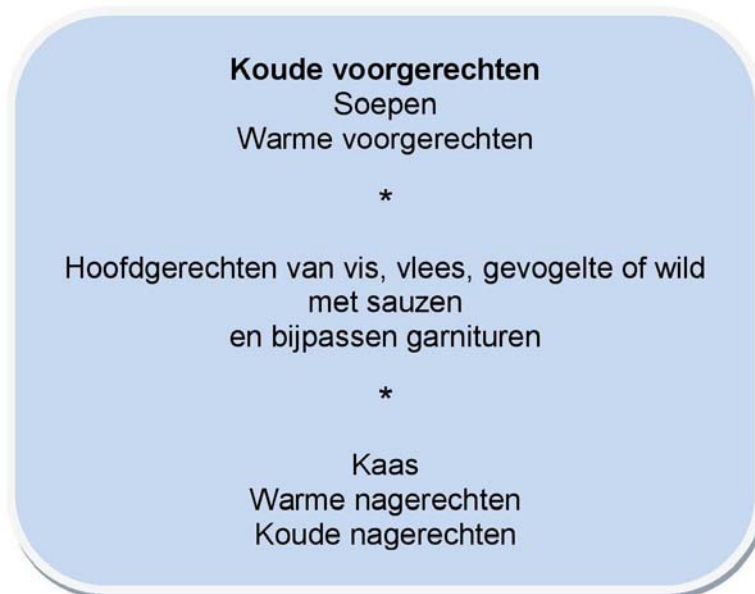 Koude voorgerechten
Soepen
Warme voorgerechten
*
Hoofdgerechten van vis, vlees, gevogelte of wild
met sauzen
en bijpassen garnituren
*
Kaas
Warme nagerechten
Koude nagerechten